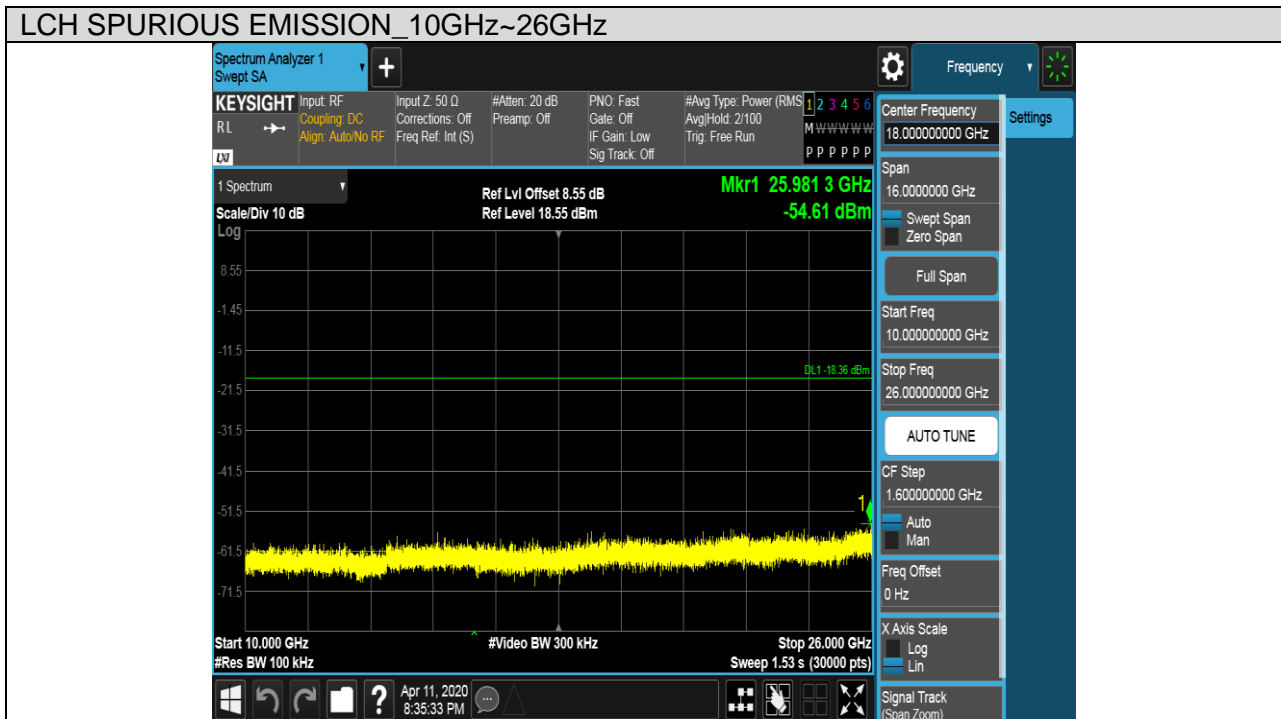 LCH SPURIOUS EMISSION_10GHz~26GHz
Spectrum Analyzer 1
Swept SA
Frequency
KEYSIGHT
RL
LXI
Input: RF
Coupling: DC
Align: Auto/No RF
Input Z: 50 Ω
Corrections: Off
Freq Ref: Int (S)
#Atten: 20 dB
Preamp: Off
PNO: Fast
Gate: Off
IF Gain: Low
Sig Track: Off
#Avg Type: Power (RMS
Avg|Hold: 2/100
Trig: Free Run
1 2 3 4 5 6
M W W W W W
P P P P P P
1 Spectrum
Scale/Div 10 dB
Log
Ref Lvl Offset 8.55 dB
Ref Level 18.55 dBm
Mkr1 25.981 3 GHz
-54.61 dBm
8.55
-1.45
-11.5
DL1 -18.36 dBm
-21.5
-31.5
-41.5
-51.5
1
-61.5
-71.5
Start 10.000 GHz
#Video BW 300 kHz
Stop 26.000 GHz
#Res BW 100 kHz
Sweep 1.53 s (30000 pts)
Apr 11, 2020
8:35:33 PM
Center Frequency
18.000000000 GHz
Settings
Span
16.0000000 GHz
Swept Span
Zero Span
Full Span
Start Freq
10.000000000 GHz
Stop Freq
26.000000000 GHz
AUTO TUNE
CF Step
1.600000000 GHz
Auto
Man
Freq Offset
0 Hz
X Axis Scale
Log
Lin
Signal Track
(Span Zoom)